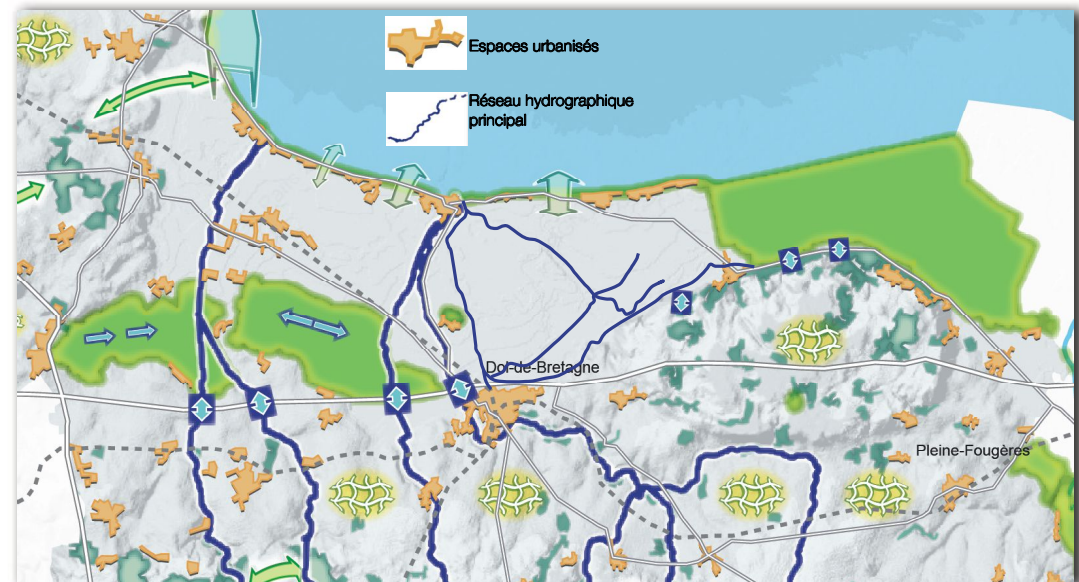 Espaces urbanisés
Réseau hydrographique
principal
Dol-de-Bretagne
Pleine-Fougères